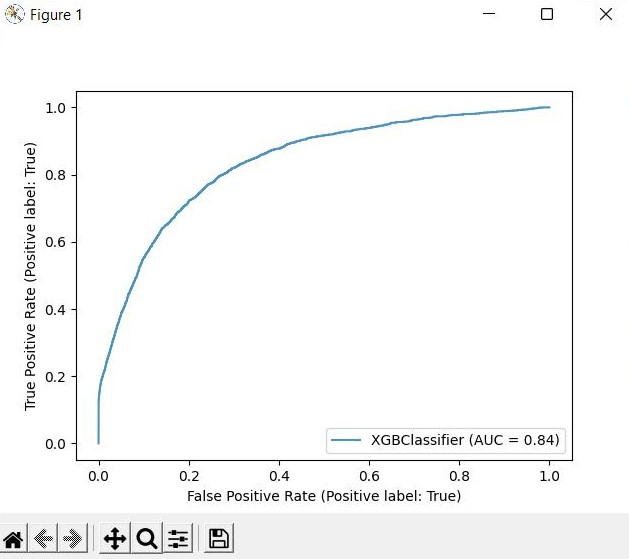 Figure 1
True Positive Rate (Positive label: True)
1.0
0.8
0.6
0.4
0.2
0.0
XGBClassifier (AUC = 0.84)
0.0 0.2 0.4 0.6 0.8 1.0
False Positive Rate (Positive label: True)